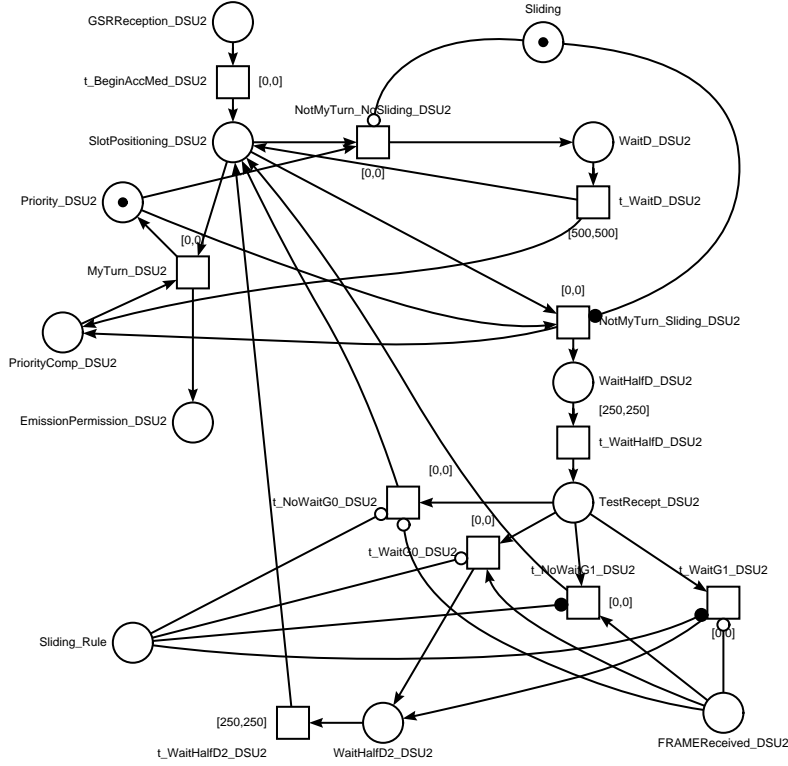 Sliding
GSRReception_DSU2
t_BeginAccMed_DSU2
[0,0]
NotMyTurn_NoSliding_DSU2
SlotPositioning_DSU2
WaitD_DSU2
[0,0]
Priority_DSU2
t_WaitD_DSU2
[500,500]
[0,0]
MyTurn_DSU2
[0,0]
NotMyTurn_Sliding_DSU2
PriorityComp_DSU2
WaitHalfD_DSU2
[250,250]
EmissionPermission_DSU2
t_WaitHalfD_DSU2
[0,0]
t_NoWaitG0_DSU2
TestRecept_DSU2
[0,0]
t_WaitG0_DSU2
t_NoWaitG1_DSU2
t_WaitG1_DSU2
[0,0]
[0,0]
Sliding_Rule
[250,250]
t_WaitHalfD2_DSU2
WaitHalfD2_DSU2
FRAMEReceived_DSU2